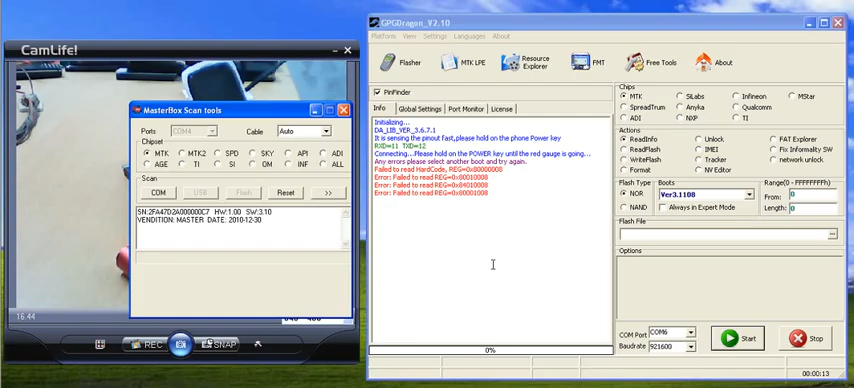 CamLife!
MasterBox Scan tools
Ports COM4 Cable Auto
Chipset
MTK MTK2 SPD SKY API ADI
AGE TI SI OM INF ALL
Scan
COM USB Flash Reset >>
SN:2FA47D2A000000C7 HW:1.00 SW:3.10
VENDITION: MASTER DATE: 2010-12-30
16:44
REC SNAP
GPGDragon_V2.10
Platform View Settings Languages About
Flasher MTK LPE Resource Explorer FMT Free Tools About
PinFinder
Info Global Settings Port Monitor License
Initializing...
DA_LIB_VER_3.6.7.1
It is sensing the pinout fast,please hold on the phone Power key
RXD=11 TXD=12
Connecting...Please hold on the POWER key until the red gauge is going...
Any errors please select another boot and try again.
Failed to read HardCode, REG=0x80000008
Error: Failed to read REG=0x80010008
Error: Failed to read REG=0x84010008
Error: Failed to read REG=0x80001008
0%
Chips
MTK SiLabs Infineon MStar
SpreadTrum Anyka Qualcomm
ADI NXP TI
Actions
ReadInfo Unlock FAT Explorer
ReadFlash IMEI Fix Informality SW
WriteFlash Tracker network unlock
Format NV Editor
Flash Type Boots Range(0 - FFFFFFFFh)
NOR Ver3.1108 From: 0
NAND Always in Expert Mode Length: 0
Flash File
...
Options
COM Port COM6
Baudrate 921600
Start Stop
00:00:13